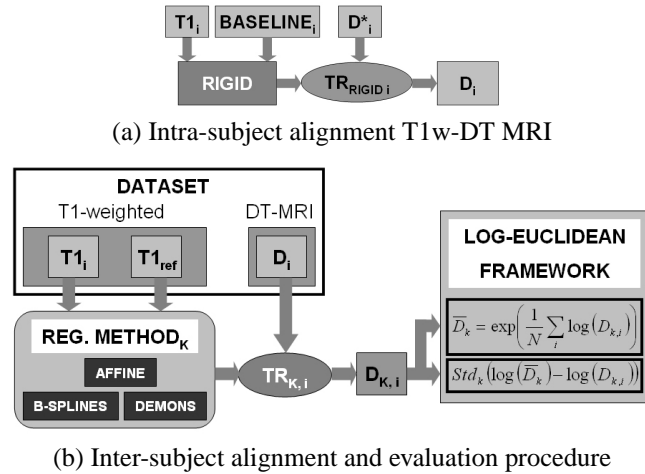 T1i BASELINEi D*i
RIGID TRRIGID i Di
(a) Intra-subject alignment T1w-DT MRI
DATASET
T1-weighted DT-MRI
T1i T1ref Di
REG. METHODK
AFFINE
B-SPLINES DEMONS
TRK, i DK, i
LOG-EUCLIDEAN
FRAMEWORK
D̅k = exp(1/N ∑i log(Dk,i))
Stdk(log(D̅k)−log(Dk,i))
(b) Inter-subject alignment and evaluation procedure